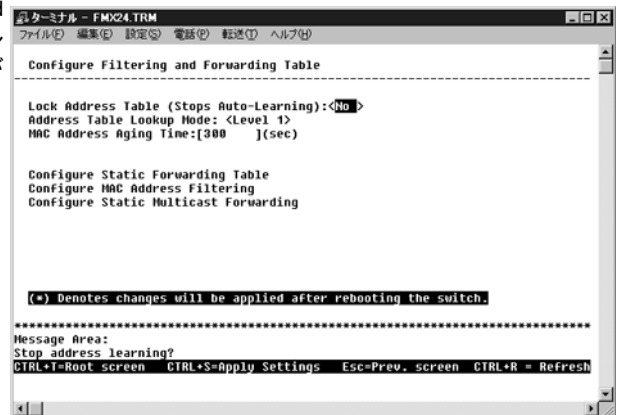 ターミナル - FMX24.TRM
ファイル(F) 編集(E) 設定(S) 電話(P) 転送(T) ヘルプ(H)
Configure Filtering and Forwarding Table
Lock Address Table (Stops Auto-Learning):<No >
Address Table Lookup Mode: <Level 1>
MAC Address Aging Time:[300 ](sec)
Configure Static Forwarding Table
Configure MAC Address Filtering
Configure Static Multicast Forwarding
(*) Denotes changes will be applied after rebooting the switch.
*******************************************************************************
Message Area:
Stop address learning?
CTRL+T=Root screen CTRL+S=Apply Settings Esc=Prev. screen CTRL+R = Refresh